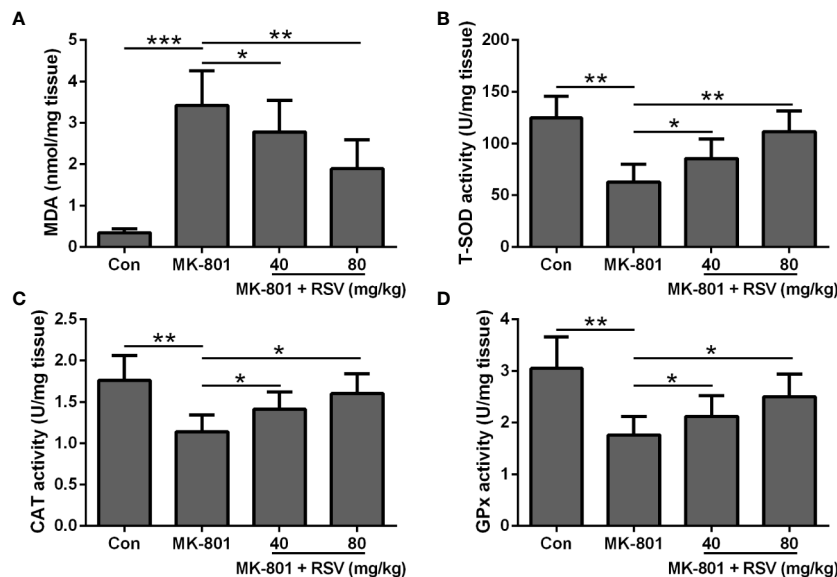 A
MDA (nmol/mg tissue)
5
4
3
2
1
0
***
**
*
Con
MK-801
40
80
MK-801 + RSV (mg/kg)
B
T-SOD activity (U/mg tissue)
200
150
100
50
0
**
**
*
Con
MK-801
40
80
MK-801 + RSV (mg/kg)
C
CAT activity (U/mg tissue)
2.5
2.0
1.5
1.0
0.5
0.0
**
*
*
Con
MK-801
40
80
MK-801 + RSV (mg/kg)
D
GPx activity (U/mg tissue)
4
3
2
1
0
**
*
*
Con
MK-801
40
80
MK-801 + RSV (mg/kg)